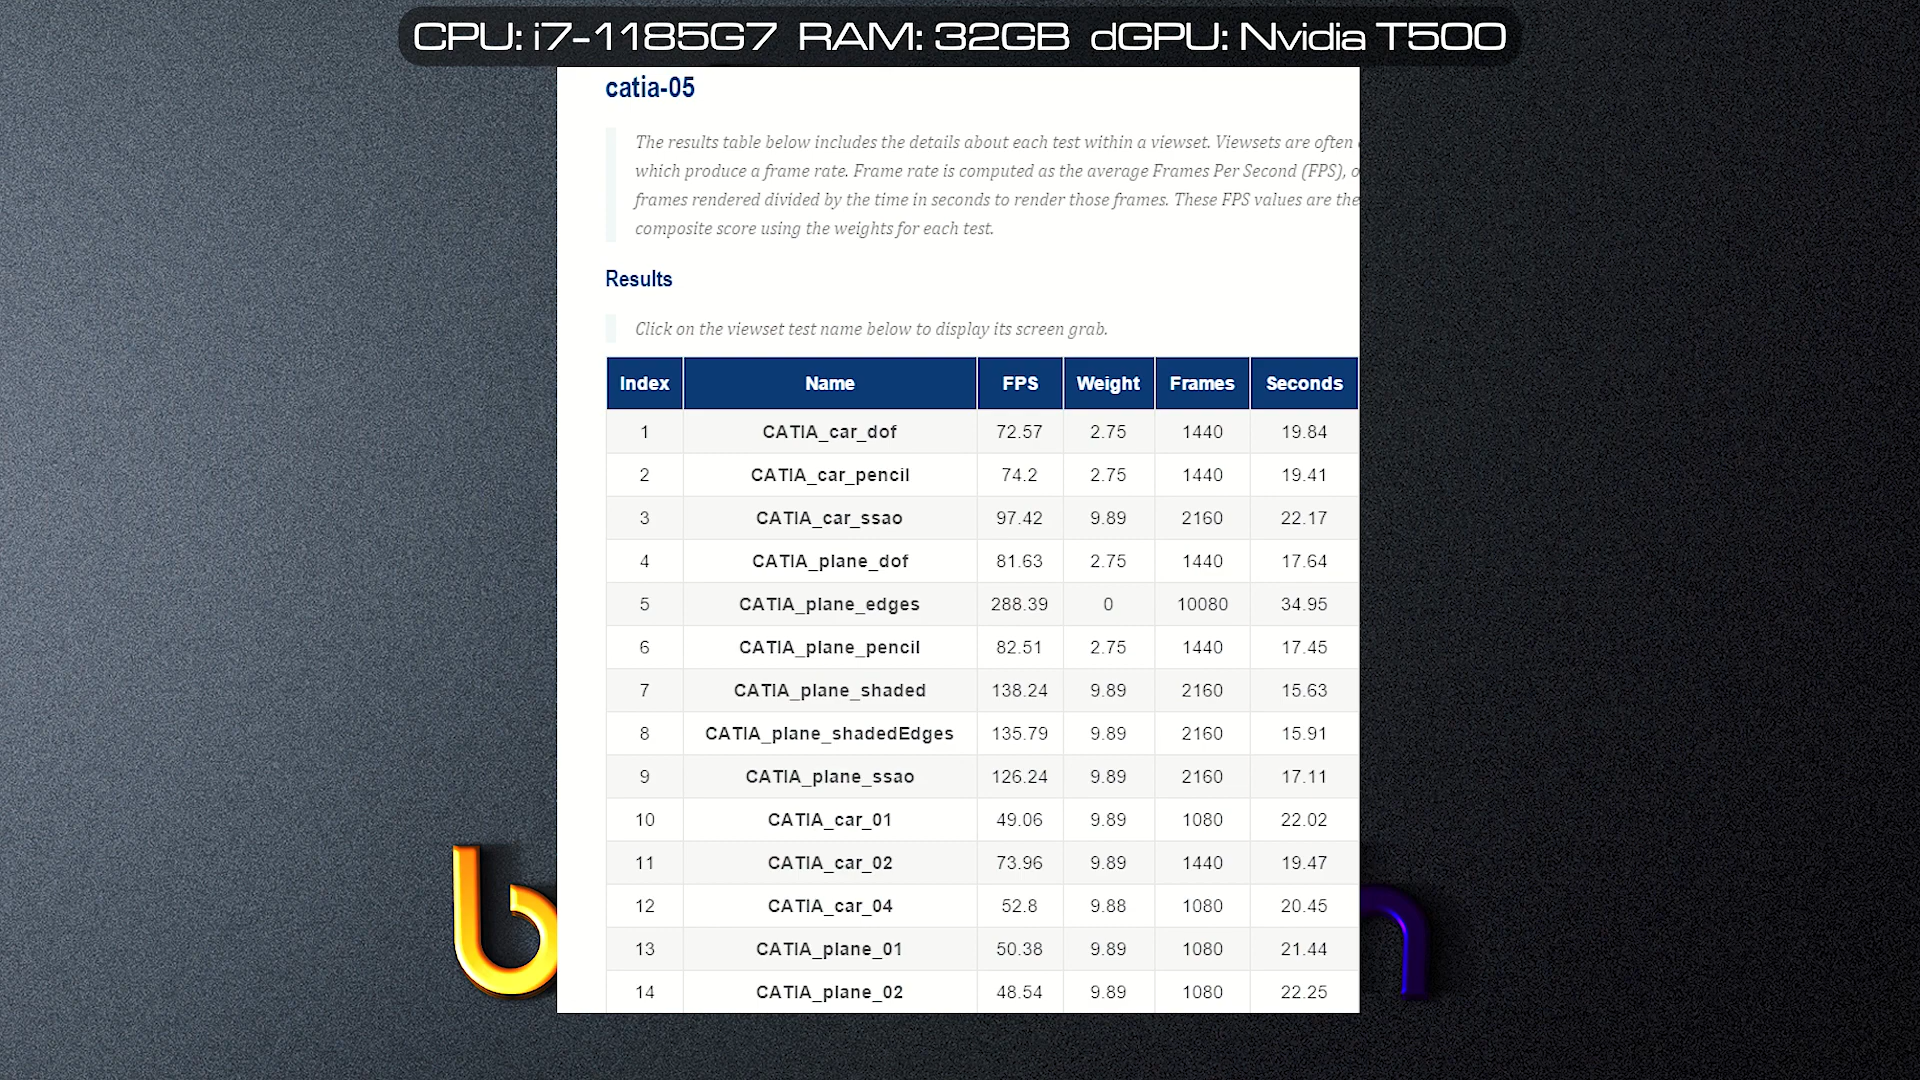 CPU: i7-1185G7 RAM: 32GB dGPU: Nvidia T500
catia-05
The results table below includes the details about each test within a viewset. Viewsets are often
which produce a frame rate. Frame rate is computed as the average Frames Per Second (FPS), o
frames rendered divided by the time in seconds to render those frames. These FPS values are the
composite score using the weights for each test.
Results
Click on the viewset test name below to display its screen grab.
Index Name FPS Weight Frames Seconds
1 CATIA_car_dof 72.57 2.75 1440 19.84
2 CATIA_car_pencil 74.2 2.75 1440 19.41
3 CATIA_car_ssao 97.42 9.89 2160 22.17
4 CATIA_plane_dof 81.63 2.75 1440 17.64
5 CATIA_plane_edges 288.39 0 10080 34.95
6 CATIA_plane_pencil 82.51 2.75 1440 17.45
7 CATIA_plane_shaded 138.24 9.89 2160 15.63
8 CATIA_plane_shadedEdges 135.79 9.89 2160 15.91
9 CATIA_plane_ssao 126.24 9.89 2160 17.11
10 CATIA_car_01 49.06 9.89 1080 22.02
11 CATIA_car_02 73.96 9.89 1440 19.47
12 CATIA_car_04 52.8 9.88 1080 20.45
13 CATIA_plane_01 50.38 9.89 1080 21.44
14 CATIA_plane_02 48.54 9.89 1080 22.25
b
n